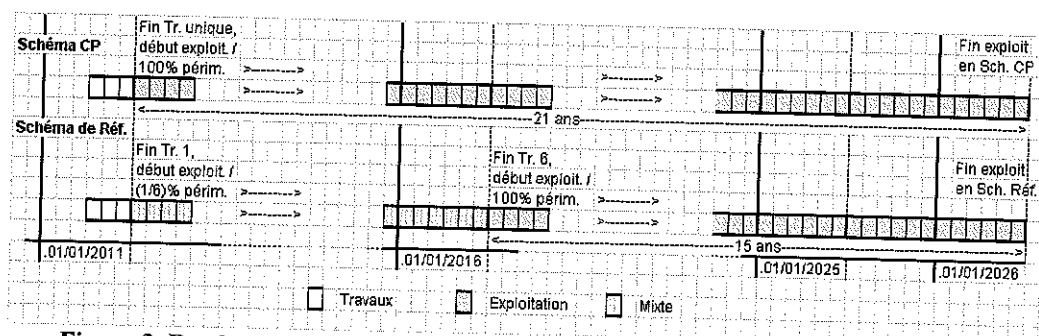 Schéma CP
Fin Tr. unique,
début exploit. /
100% périm.
Fin exploit
en Sch. CP
21 ans
Schéma de Réf.
Fin Tr. 1,
début exploit. /
(1/6)% périm.
Fin Tr. 6,
début exploit. /
100% périm.
Fin exploit
en Sch. Réf.
15 ans
.01/01/2011
.01/01/2016
.01/01/2025
.01/01/2026
Travaux
Exploitation
Mixte